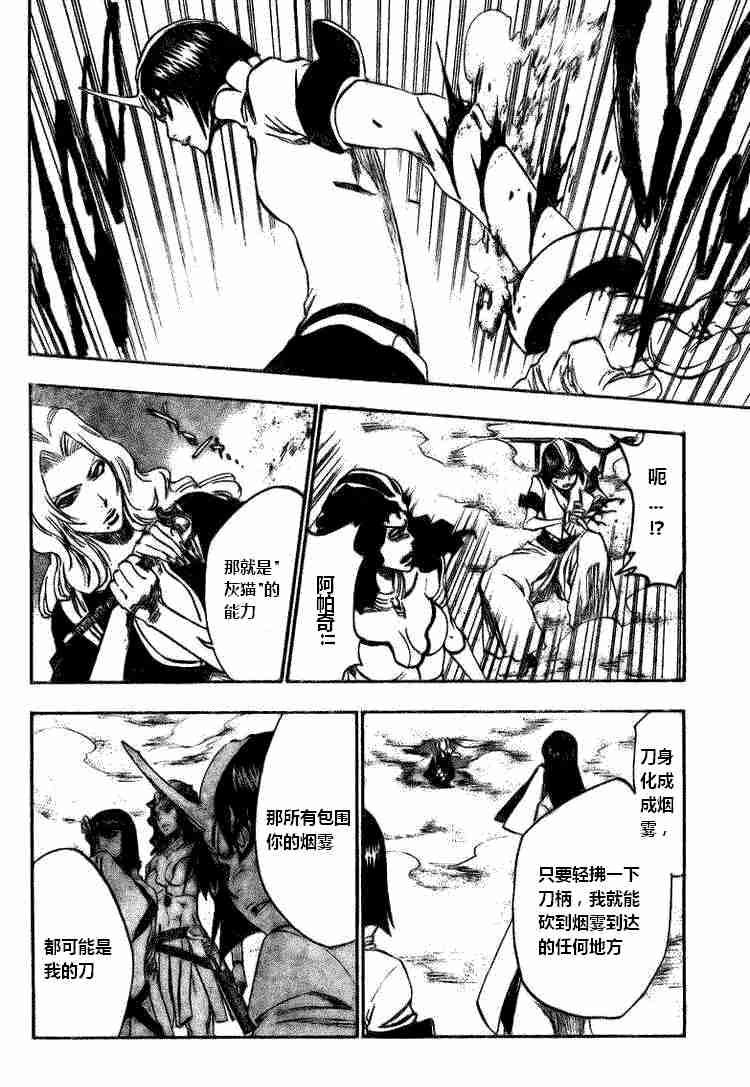 呃
…
!?
阿帕奇!!
那就是"
灰猫"的
能力
刀身
化成
成烟
雾，
只要轻拂一下
刀柄，我就能
砍到烟雾到达
的任何地方
那所有包围
你的烟雾
都可能是
我的刀